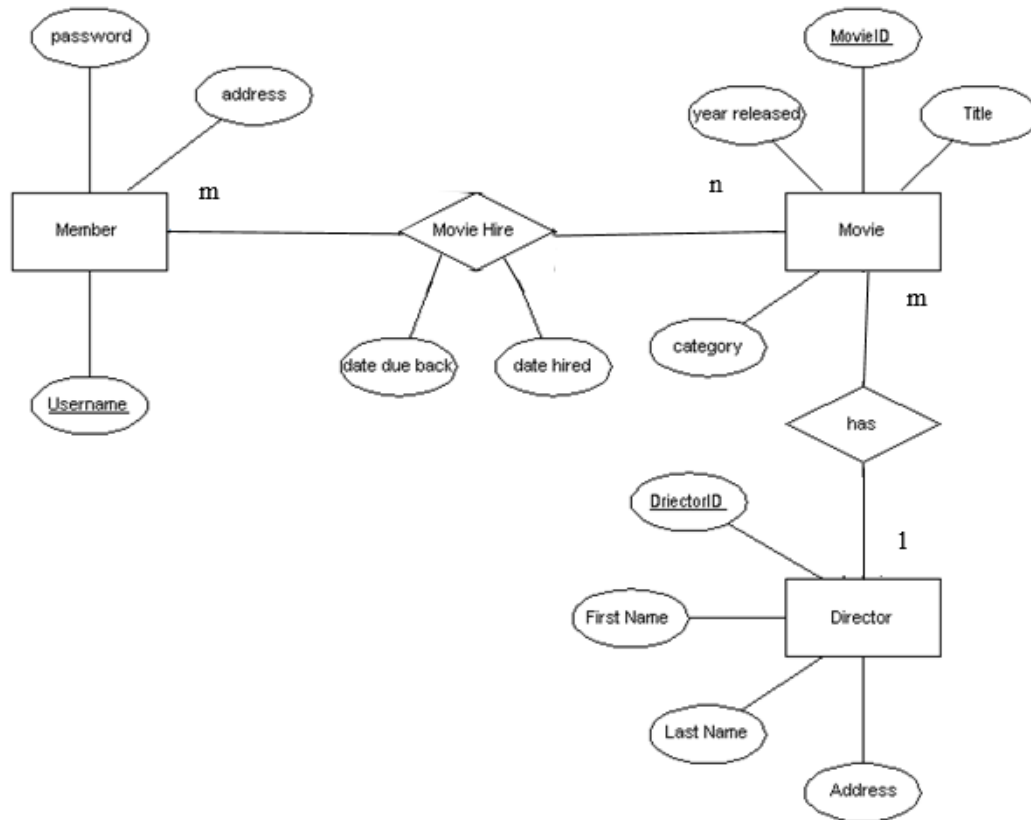 password
MovieID
address
year released
Title
m
n
Member
Movie Hire
Movie
m
category
date due back
date hired
Username
has
DriectorID
1
First Name
Director
Last Name
Address